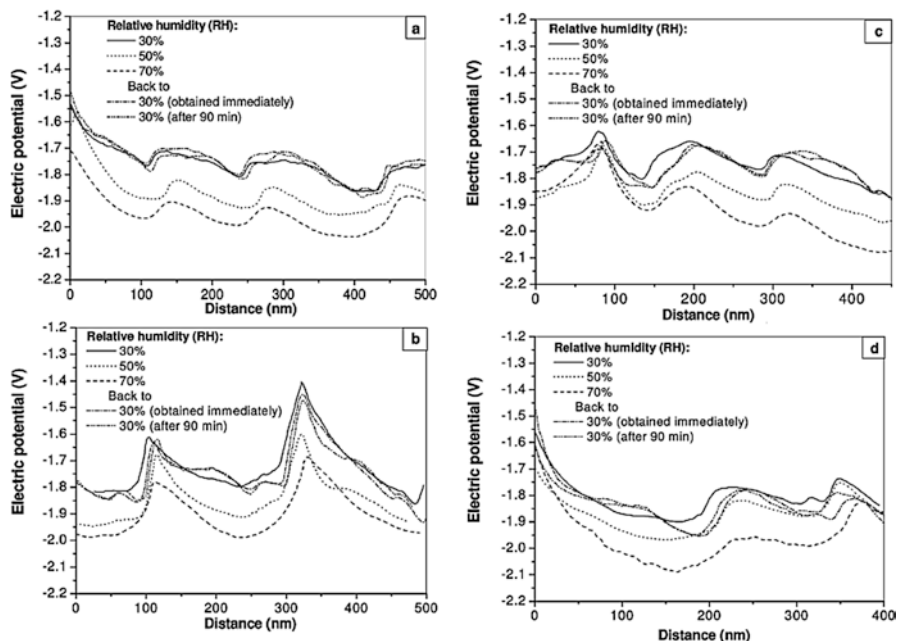 a
Relative humidity (RH):
30%
50%
70%
Back to
30% (obtained immediately)
30% (after 90 min)
Electric potential (V)
-1.2
-1.3
-1.4
-1.5
-1.6
-1.7
-1.8
-1.9
-2.0
-2.1
-2.2
0 100 200 300 400 500
Distance (nm)
b
Relative humidity (RH):
30%
50%
70%
Back to
30% (obtained immediately)
30% (after 90 min)
Electric potential (V)
-1.2
-1.3
-1.4
-1.5
-1.6
-1.7
-1.8
-1.9
-2.0
-2.1
-2.2
0 100 200 300 400 500
Distance (nm)
c
Relative humidity (RH):
30%
50%
70%
Back to
30% (obtained immediately)
30% (after 90 min)
Electric potential (V)
-1.2
-1.3
-1.4
-1.5
-1.6
-1.7
-1.8
-1.9
-2.0
-2.1
-2.2
0 100 200 300 400
Distance (nm)
d
Relative humidity (RH):
30%
50%
70%
Back to
30% (obtained immediately)
30% (after 90 min)
Electric potential (V)
-1.2
-1.3
-1.4
-1.5
-1.6
-1.7
-1.8
-1.9
-2.0
-2.1
-2.2
0 100 200 300 400
Distance (nm)